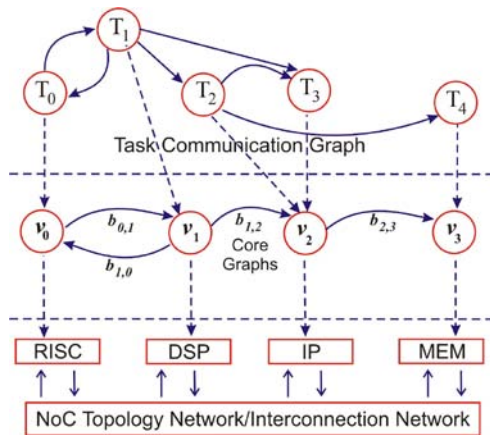 T1
T0
T2
T3
T4
Task Communication Graph
v0
b0,1
v1
b1,2
v2
b2,3
v3
b1,0
Core
Graphs
RISC
DSP
IP
MEM
NoC Topology Network/Interconnection Network